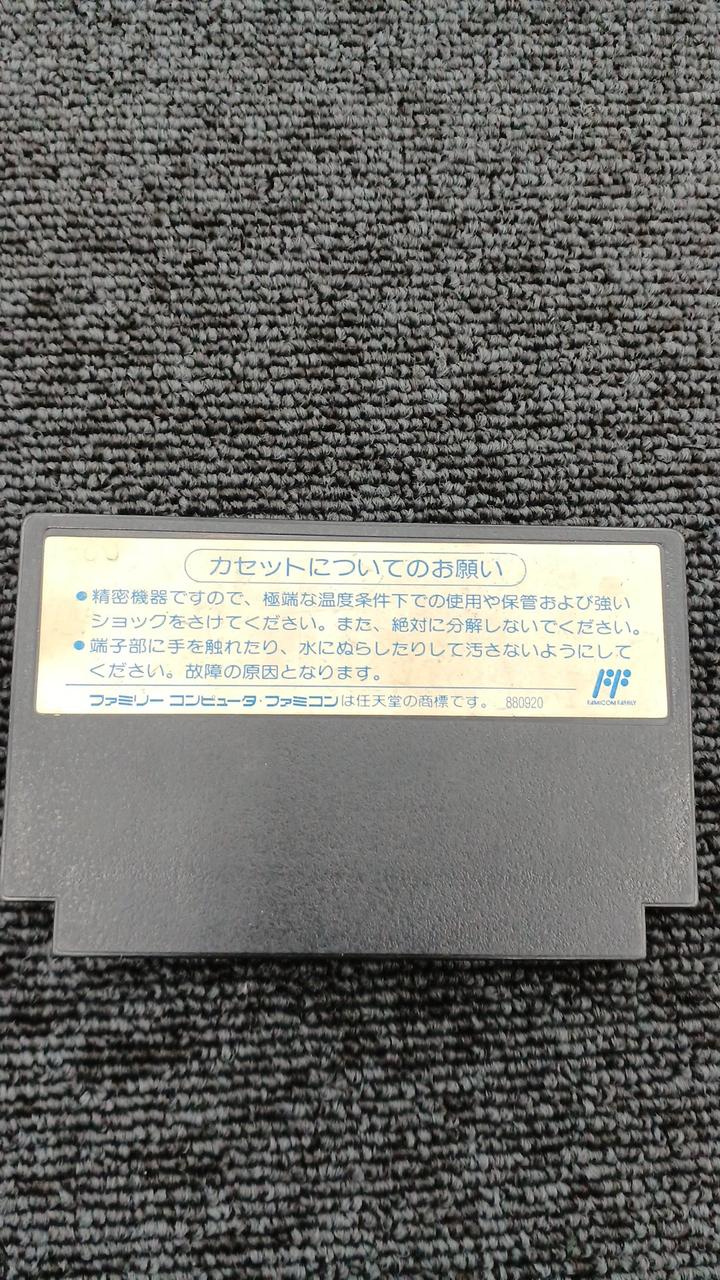 カセットについてのお願い
●精密機器ですので、極端な温度条件下での使用や保管および強い
ショックをさけてください。また、絶対に分解しないでください。
●端子部に手を触れたり、水にぬらしたりして汚さないようにして
ください。故障の原因となります。
ファミリー コンピュータ・ファミコンは任天堂の商標です。 880920
FAMICOM FAMILY